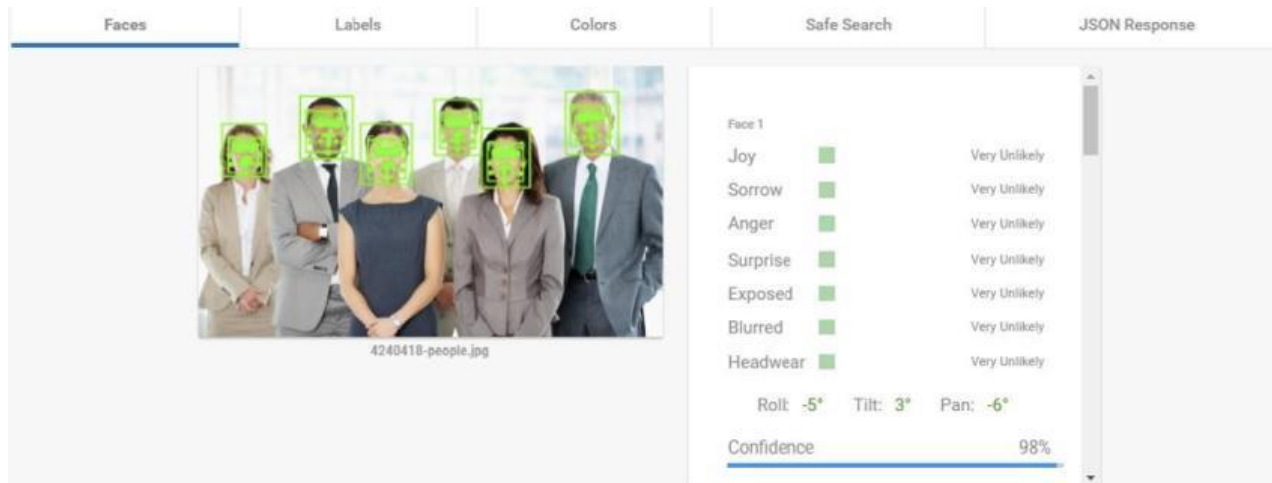 Faces Labels Colors Safe Search JSON Response
4240418-people.jpg
Face 1
Joy Very Unlikely
Sorrow Very Unlikely
Anger Very Unlikely
Surprise Very Unlikely
Exposed Very Unlikely
Blurred Very Unlikely
Headwear Very Unlikely
Roll: -5° Tilt: 3° Pan: -6°
Confidence 98%